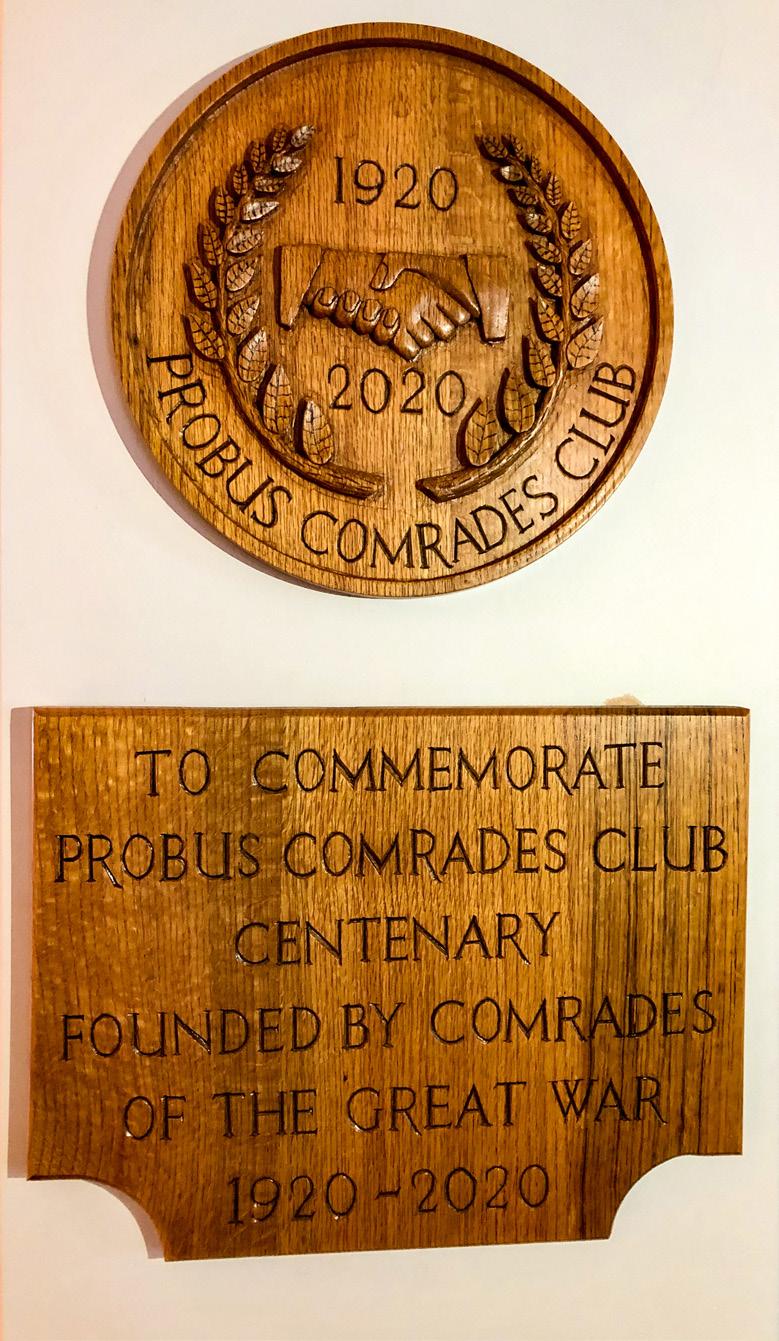 1920
2020
PROBUS COMRADES CLUB
TO COMMEMORATE
PROBUS COMRADES CLUB
CENTENARY
FOUNDED BY COMRADES
OF THE GREAT WAR
1920-2020